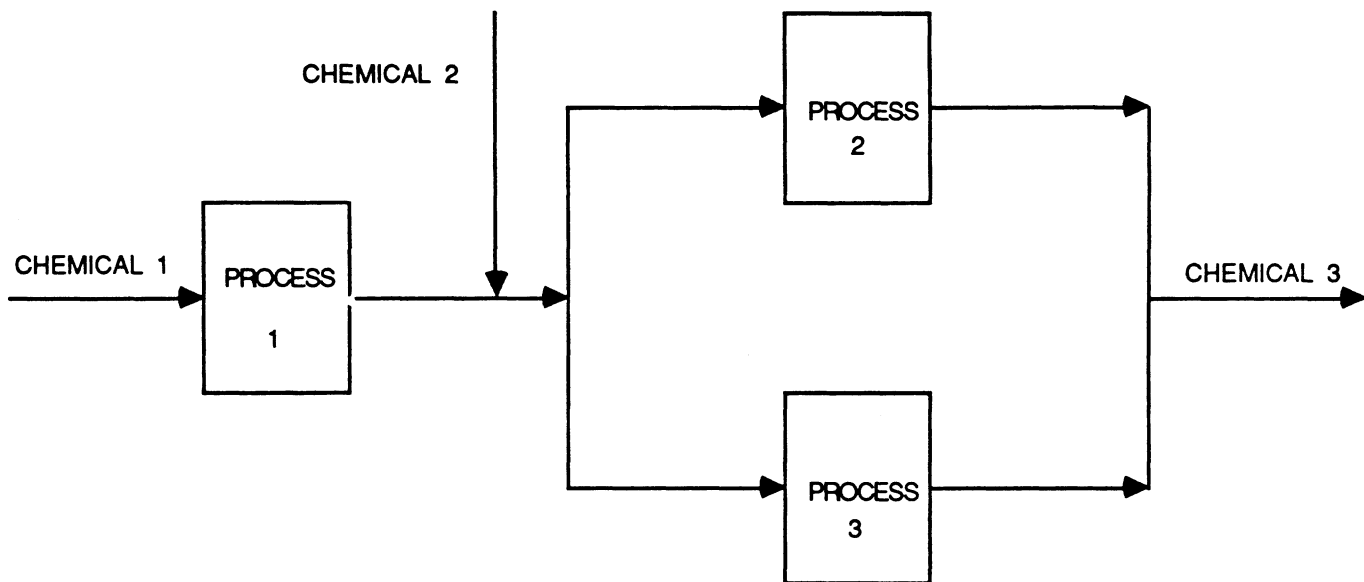 CHEMICAL 2
PROCESS
2
CHEMICAL 1
PROCESS
1
CHEMICAL 3
PROCESS
3